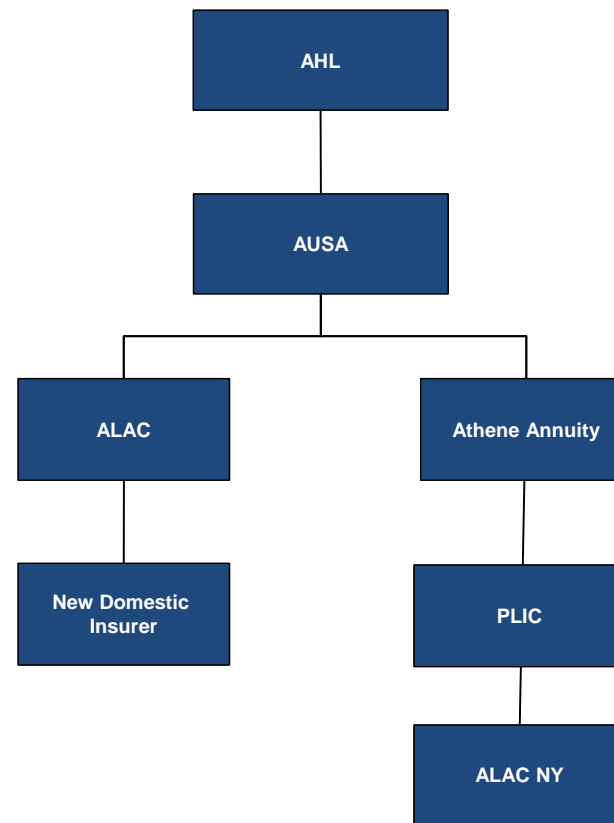 AHL
AUSA
ALAC
Athene Annuity
New Domestic
Insurer
PLIC
ALAC NY